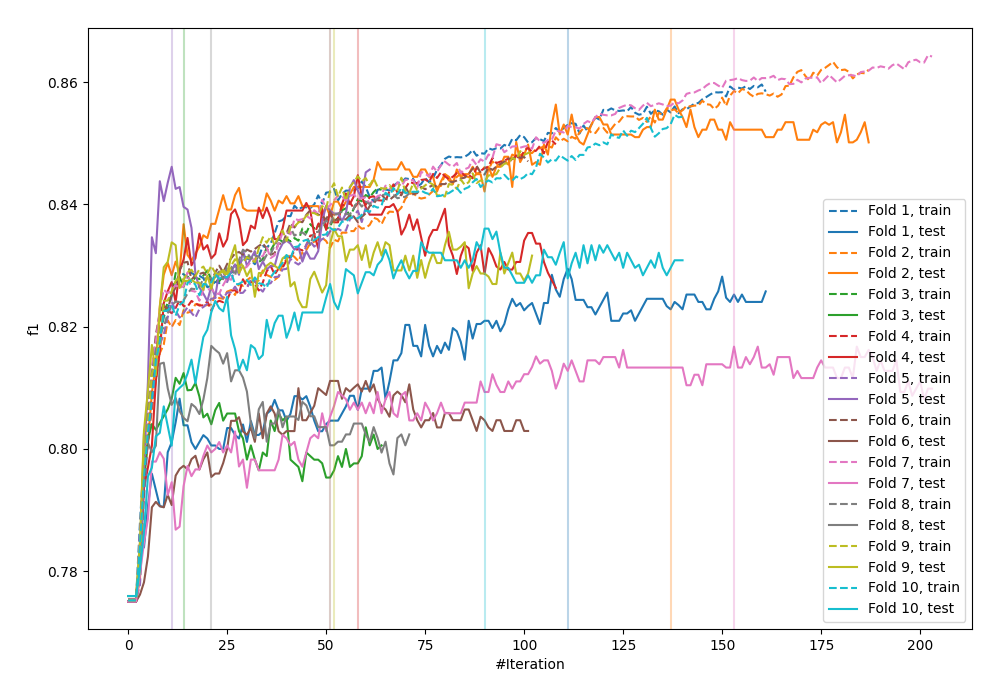 0.86
0.84
0.82
0.80
0.78
f1
0
25
50
75
100
125
150
175
200
#Iteration
Fold 1, train
Fold 1, test
Fold 2, train
Fold 2, test
Fold 3, train
Fold 3, test
Fold 4, train
Fold 4, test
Fold 5, train
Fold 5, test
Fold 6, train
Fold 6, test
Fold 7, train
Fold 7, test
Fold 8, train
Fold 8, test
Fold 9, train
Fold 9, test
Fold 10, train
Fold 10, test